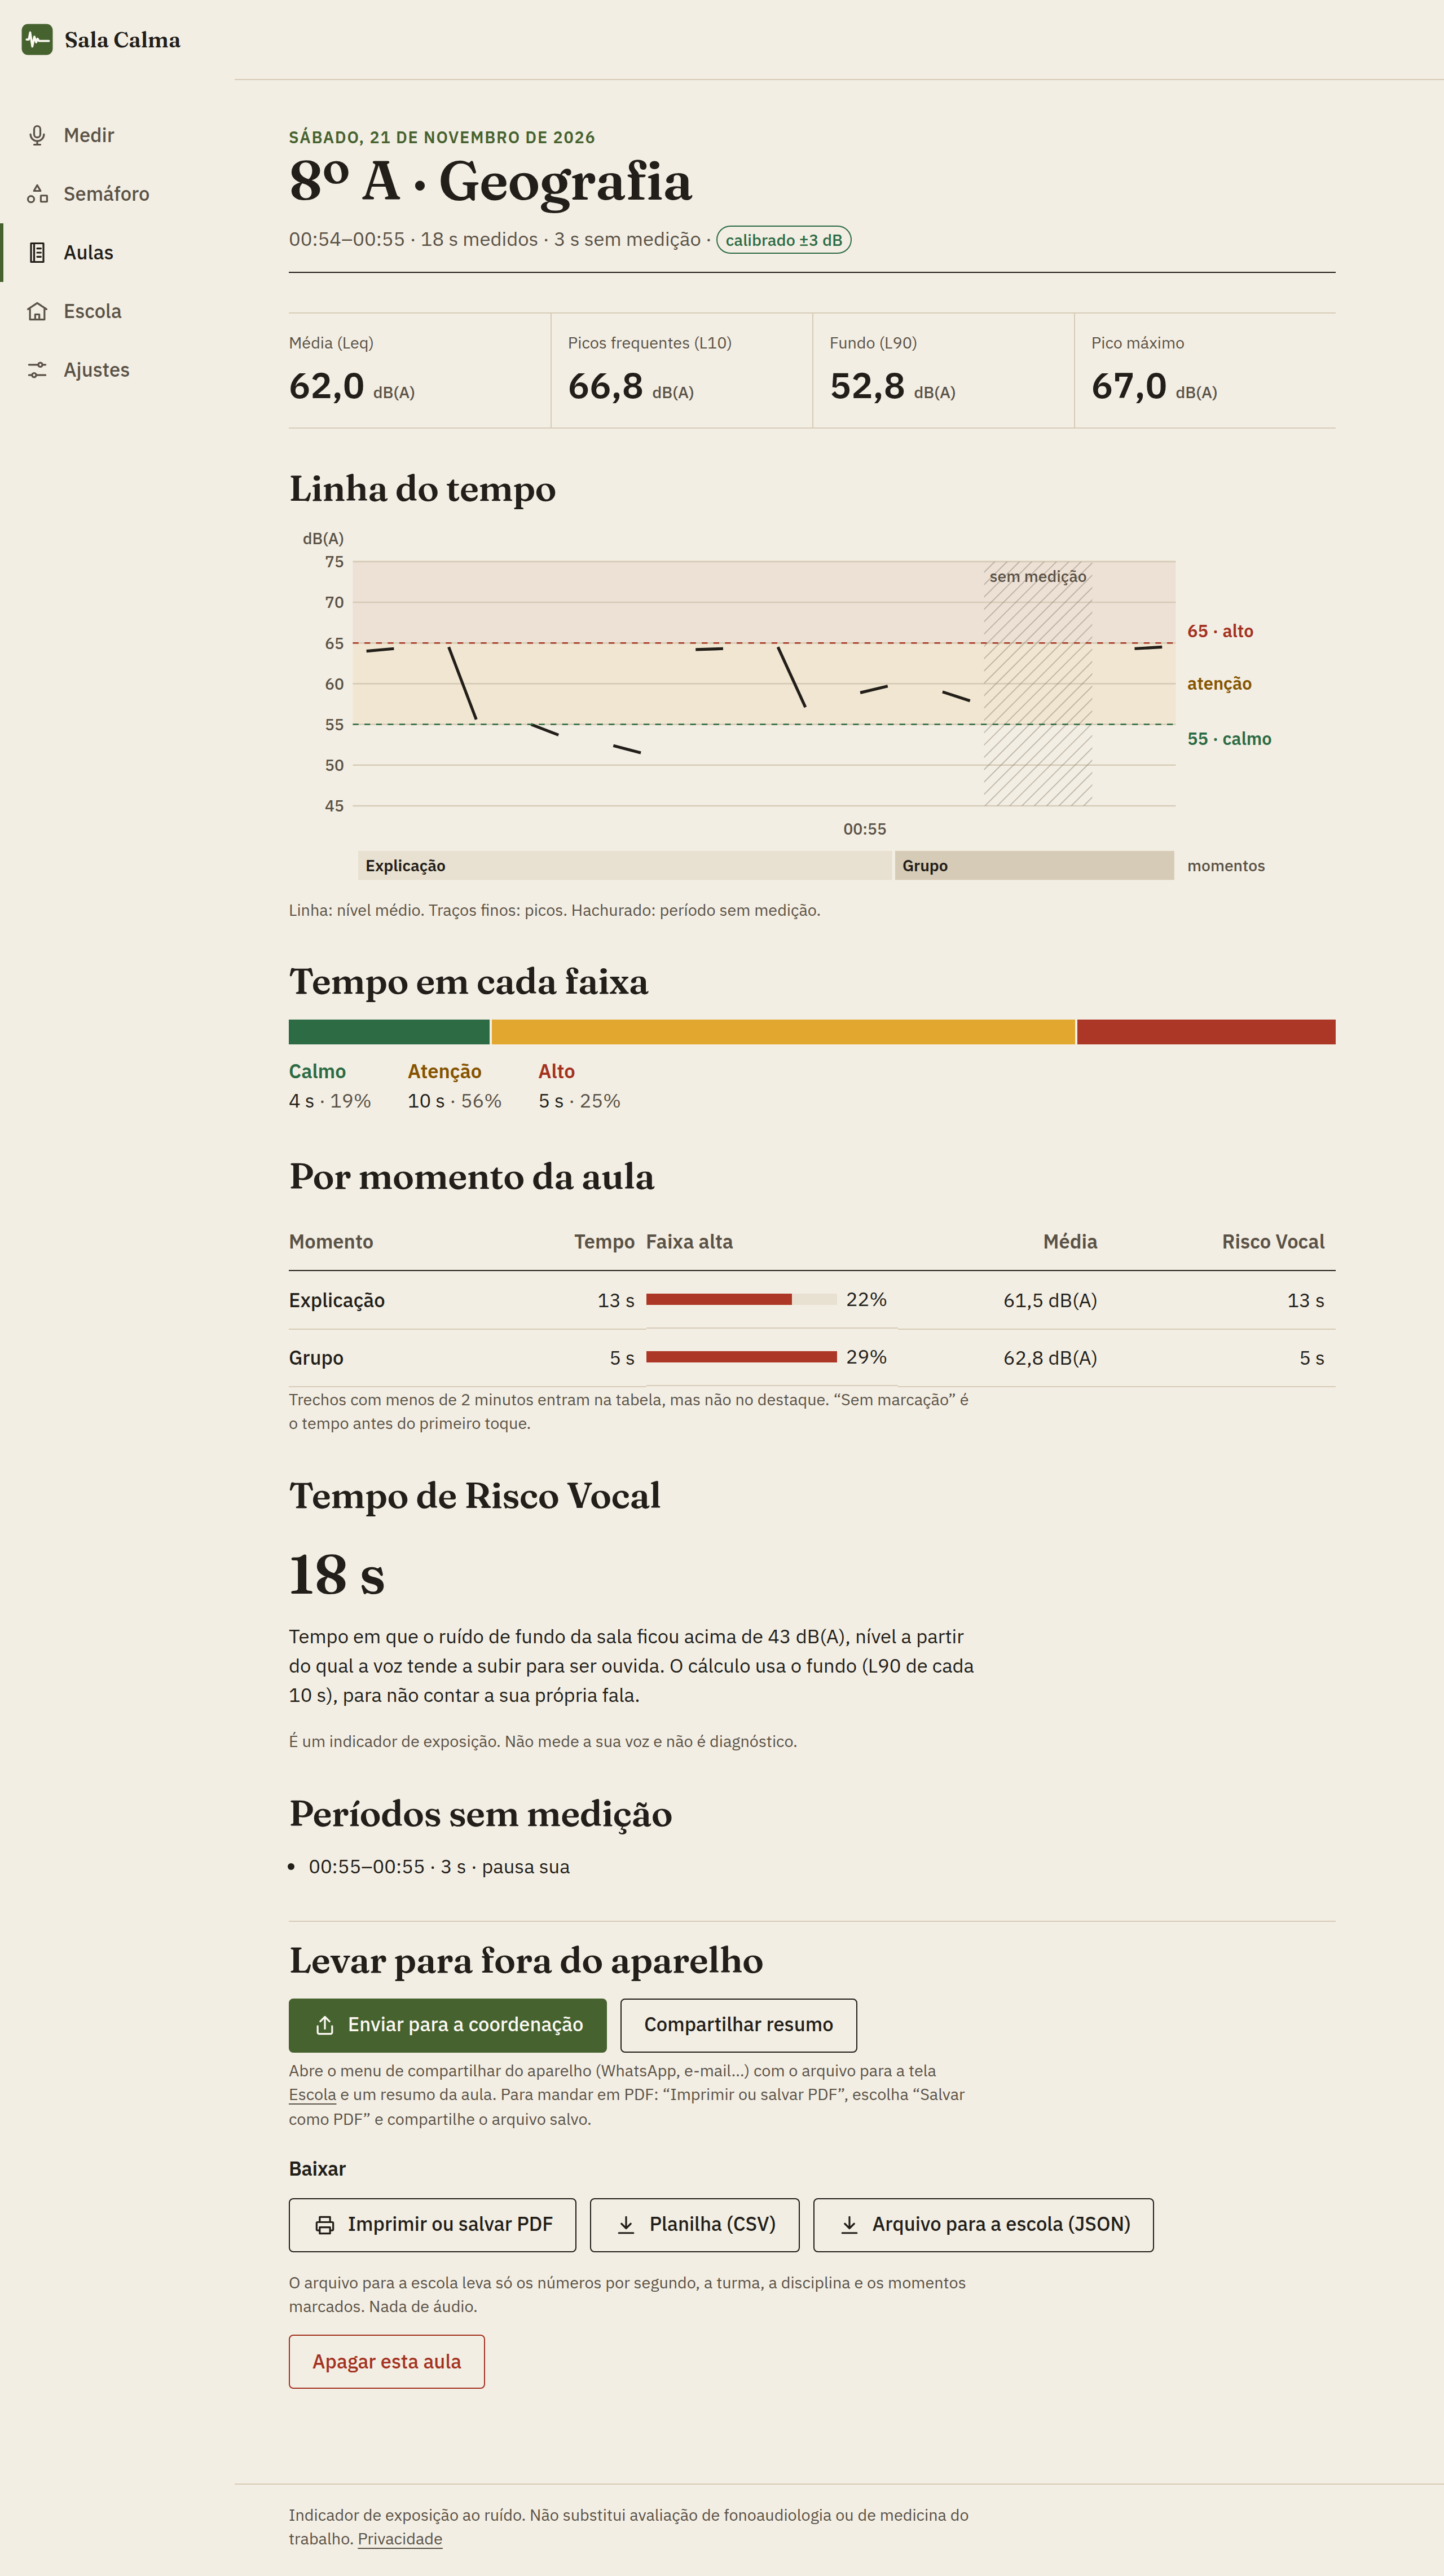 Sala Calma
Medir
Semáforo
Aulas
Escola
Ajustes
SÁBADO, 21 DE NOVEMBRO DE 2026
8º A · Geografia
00:54–00:55 · 18 s medidos · 3 s sem medição · calibrado ±3 dB
Média (Leq)
62,0 dB(A)
Picos frequentes (L10)
66,8 dB(A)
Fundo (L90)
52,8 dB(A)
Pico máximo
67,0 dB(A)
Linha do tempo
dB(A)
75
70
65
60
55
50
45
sem medição
65 · alto
atenção
55 · calmo
00:55
Explicação Grupo momentos
Linha: nível médio. Traços finos: picos. Hachurado: período sem medição.
Tempo em cada faixa
Calmo
4 s · 19%
Atenção
10 s · 56%
Alto
5 s · 25%
Por momento da aula
Momento Tempo Faixa alta Média Risco Vocal
Explicação 13 s 22% 61,5 dB(A) 13 s
Grupo 5 s 29% 62,8 dB(A) 5 s
Trechos com menos de 2 minutos entram na tabela, mas não no destaque. “Sem marcação” é
o tempo antes do primeiro toque.
Tempo de Risco Vocal
18 s
Tempo em que o ruído de fundo da sala ficou acima de 43 dB(A), nível a partir
do qual a voz tende a subir para ser ouvida. O cálculo usa o fundo (L90 de cada
10 s), para não contar a sua própria fala.
É um indicador de exposição. Não mede a sua voz e não é diagnóstico.
Períodos sem medição
• 00:55–00:55 · 3 s · pausa sua
Levar para fora do aparelho
Enviar para a coordenação
Compartilhar resumo
Abre o menu de compartilhar do aparelho (WhatsApp, e-mail…) com o arquivo para a tela
Escola e um resumo da aula. Para mandar em PDF: “Imprimir ou salvar PDF”, escolha “Salvar
como PDF” e compartilhe o arquivo salvo.
Baixar
Imprimir ou salvar PDF
Planilha (CSV)
Arquivo para a escola (JSON)
O arquivo para a escola leva só os números por segundo, a turma, a disciplina e os momentos
marcados. Nada de áudio.
Apagar esta aula
Indicador de exposição ao ruído. Não substitui avaliação de fonoaudiologia ou de medicina do
trabalho. Privacidade